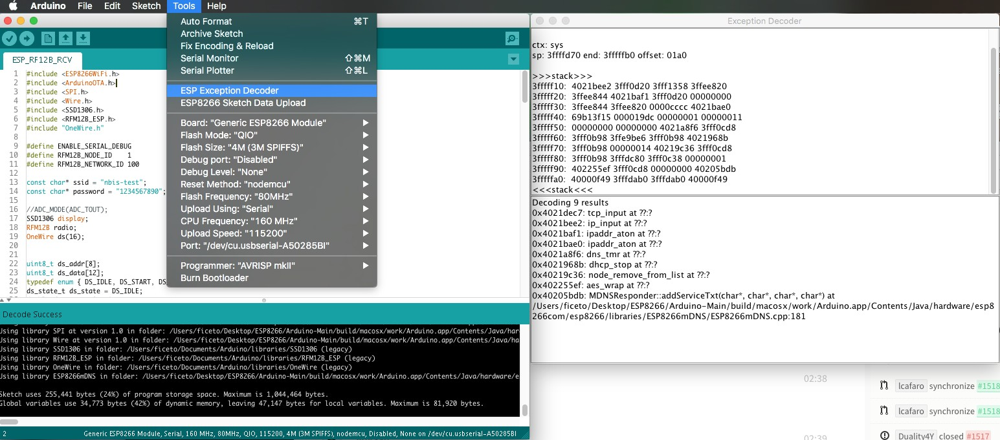 Arduino File Edit Sketch Tools Help
ESP_RF12B_RCV
1 #include <ESP8266WiFi.h>
2 #include <ArduinoOTA.h>
3 #include <SPI.h>
4 #include <Wire.h>
5 #include <SSD1306.h>
6 #include <RFM12B_ESP.h>
7 #include "OneWire.h"
8
9 #define ENABLE_SERIAL_DEBUG
10 #define RFM12B_NODE_ID 1
11 #define RFM12B_NETWORK_ID 100
12
13 const char* ssid = "nbis-test";
14 const char* password = "1234567890";
15
16 //ADC_MODE(ADC_TOUT);
17 SSD1306 display;
18 RFM12B radio;
19 OneWire ds(16);
20
21
22 uint8_t ds_addr[8];
23 uint8_t ds_data[12];
24 typedef enum { DS_IDLE, DS_START, DS
25 ds_state_t ds_state = DS_IDLE;
Auto Format ⌘T
Archive Sketch
Fix Encoding & Reload
Serial Monitor ⇧⌘M
Serial Plotter ⇧⌘L
ESP Exception Decoder
ESP8266 Sketch Data Upload
Board: "Generic ESP8266 Module"
Flash Mode: "QIO"
Flash Size: "4M (3M SPIFFS)"
Debug port: "Disabled"
Debug Level: "None"
Reset Method: "nodemcu"
Flash Frequency: "80MHz"
Upload Using: "Serial"
CPU Frequency: "160 MHz"
Upload Speed: "115200"
Port: "/dev/cu.usbserial-A50285BI"
Programmer: "AVRISP mkII"
Burn Bootloader
Decode Success
Using library SPI at version 1.0 in folder: /Users/ficeto/Desktop/ESP8266/Arduino-Main/build/macosx/work/Arduino.app/Contents/Java/har
Using library Wire at version 1.0 in folder: /Users/ficeto/Desktop/ESP8266/Arduino-Main/build/macosx/work/Arduino.app/Contents/Java/ha
Using library SSD1306 in folder: /Users/ficeto/Documents/Arduino/libraries/SSD1306 (legacy)
Using library RFM12B_ESP in folder: /Users/ficeto/Documents/Arduino/libraries/RFM12B_ESP (legacy)
Using library OneWire in folder: /Users/ficeto/Documents/Arduino/libraries/OneWire (legacy)
Using library ESP8266mDNS in folder: /Users/ficeto/Desktop/ESP8266/Arduino-Main/build/macosx/work/Arduino.app/Contents/Java/hardware/e
Sketch uses 255,441 bytes (24%) of program storage space. Maximum is 1,044,464 bytes.
Global variables use 34,773 bytes (42%) of dynamic memory, leaving 47,147 bytes for local variables. Maximum is 81,920 bytes.
2 Generic ESP8266 Module, Serial, 160 MHz, 80MHz, QIO, 115200, 4M (3M SPIFFS), nodemcu, Disabled, None on /dev/cu.usbserial-A50285BI
Exception Decoder
ctx: sys
sp: 3ffffd70 end: 3fffffb0 offset: 01a0
>>>stack>>>
3fffff10: 4021bee2 3fff0d20 3fff1358 3ffee820
3fffff20: 3ffee844 4021baf1 3fff0d20 00000000
3fffff30: 3ffee844 3ffee820 0000cccc 4021bae0
3fffff40: 69b13f15 000019dc 00000001 00000011
3fffff50: 00000000 00000000 4021a8f6 3fff0cd8
3fffff60: 3fff0b98 3ffe9be6 3fff0b98 4021968b
3fffff70: 3fff0b98 00000014 40219c36 3fff0cd8
3fffff80: 3fff0b98 3fffdc80 3fff0c38 00000001
3fffff90: 402255ef 3fff0cd8 00000000 40205bdb
3fffffa0: 40000f49 3fffdab0 3fffdab0 40000f49
<<<stack<<<
Decoding 9 results
0x4021dec7: tcp_input at ??:?
0x4021bee2: ip_input at ??:?
0x4021baf1: ipaddr_aton at ??:?
0x4021bae0: ipaddr_aton at ??:?
0x4021a8f6: dns_tmr at ??:?
0x4021968b: dhcp_stop at ??:?
0x40219c36: node_remove_from_list at ??:?
0x402255ef: aes_wrap at ??:?
0x40205bdb: MDNSResponder::addServiceTxt(char*, char*, char*, char*) at
/Users/ficeto/Desktop/ESP8266/Arduino-Main/build/macosx/work/Arduino.app/Contents/Java/hardware/esp8
266com/esp8266/libraries/ESP8266mDNS/ESP8266mDNS.cpp:181
02:38
lcafaro synchronize #1518
lcafaro synchronize #1518
02:39
Duality4Y closed #1517